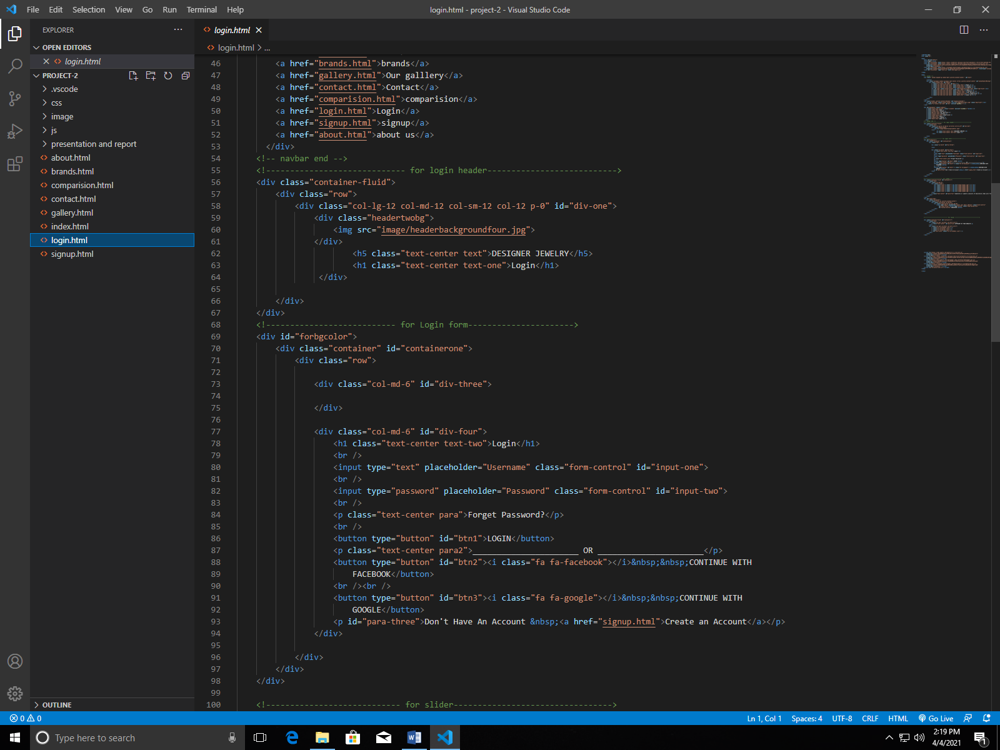 File Edit Selection View Go Run Terminal Help
login.html - project-2 - Visual Studio Code
EXPLORER
OPEN EDITORS
login.html
PROJECT-2
.vscode
css
image
js
presentation and report
about.html
brands.html
comparision.html
contact.html
gallery.html
index.html
login.html
signup.html
OUTLINE
login.html
login.html > ...
46 <a href="brands.html">brands</a>
47 <a href="gallery.html">Our galllery</a>
48 <a href="contact.html">Contact</a>
49 <a href="comparision.html">comparision</a>
50 <a href="login.html">Login</a>
51 <a href="signup.html">signup</a>
52 <a href="about.html">about us</a>
53 </div>
54 <!-- navbar end -->
55 <!----------------------------- for login header--------------------------->
56 <div class="container-fluid">
57 <div class="row">
58 <div class="col-lg-12 col-md-12 col-sm-12 col-12 p-0" id="div-one">
59 <div class="headertwobg">
60 <img src="image/headerbackgroundfour.jpg">
61 </div>
62 <h5 class="text-center text">DESIGNER JEWELRY</h5>
63 <h1 class="text-center text-one">Login</h1>
64 </div>
65
66 </div>
67 </div>
68 <!--------------------------- for Login form---------------------->
69 <div id="forbgcolor">
70 <div class="container" id="containerone">
71 <div class="row">
72
73 <div class="col-md-6" id="div-three">
74
75 </div>
76
77 <div class="col-md-6" id="div-four">
78 <h1 class="text-center text-two">Login</h1>
79 <br />
80 <input type="text" placeholder="Username" class="form-control" id="input-one">
81 <br />
82 <input type="password" placeholder="Password" class="form-control" id="input-two">
83 <br />
84 <p class="text-center para">Forget Password?</p>
85 <br />
86 <button type="button" id="btn1">LOGIN</button>
87 <p class="text-center para2">______________________ OR ______________________</p>
88 <button type="button" id="btn2"><i class="fa fa-facebook"></i>&nbsp;&nbsp;CONTINUE WITH
89 FACEBOOK</button>
90 <br /><br />
91 <button type="button" id="btn3"><i class="fa fa-google"></i>&nbsp;&nbsp;CONTINUE WITH
92 GOOGLE</button>
93 <p id="para-three">Don't Have An Account &nbsp;<a href="signup.html">Create an Account</a></p>
94 </div>
95
96 </div>
97 </div>
98 </div>
99
100 <!---------------------------- for slider--------------------------------->
0 0 Ln 1, Col 1 Spaces: 4 UTF-8 CRLF HTML Go Live
Type here to search
2:19 PM
4/4/2021
1